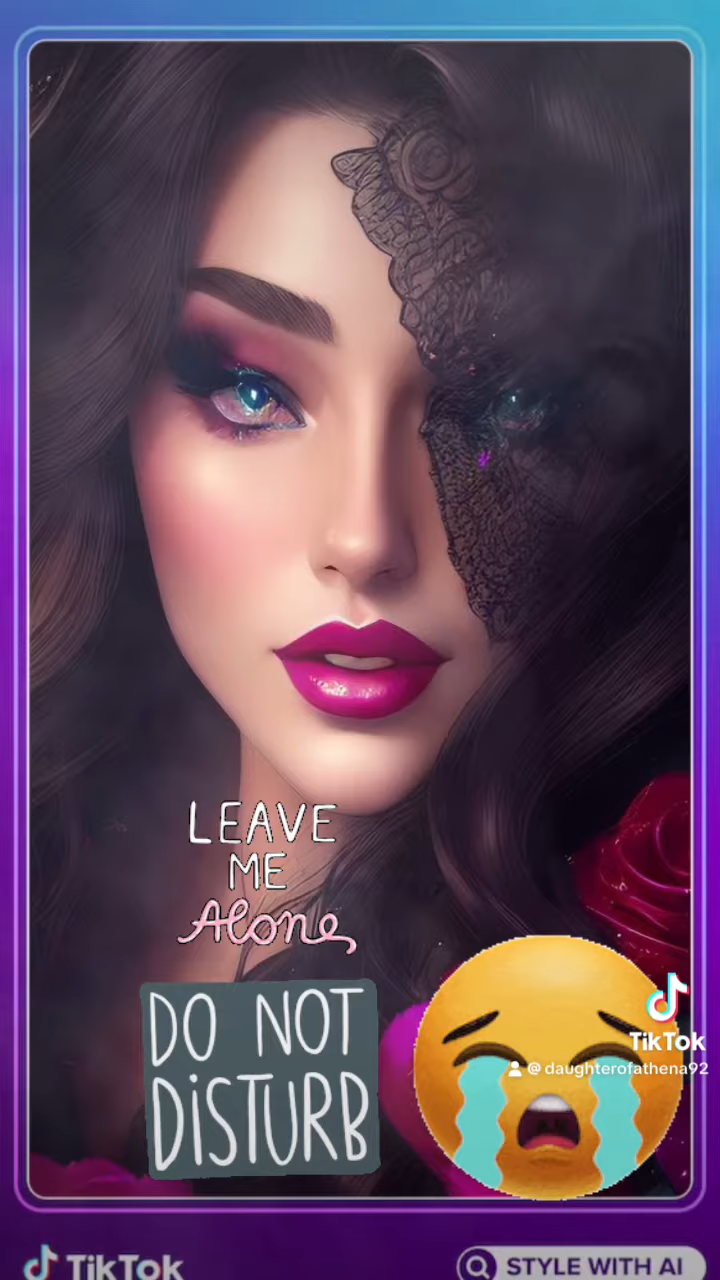 LEAVE
ME
Alone
DO NOT
DiSTURB
TikTok
@daughterofathena92
TikTok
STYLE WITH AI